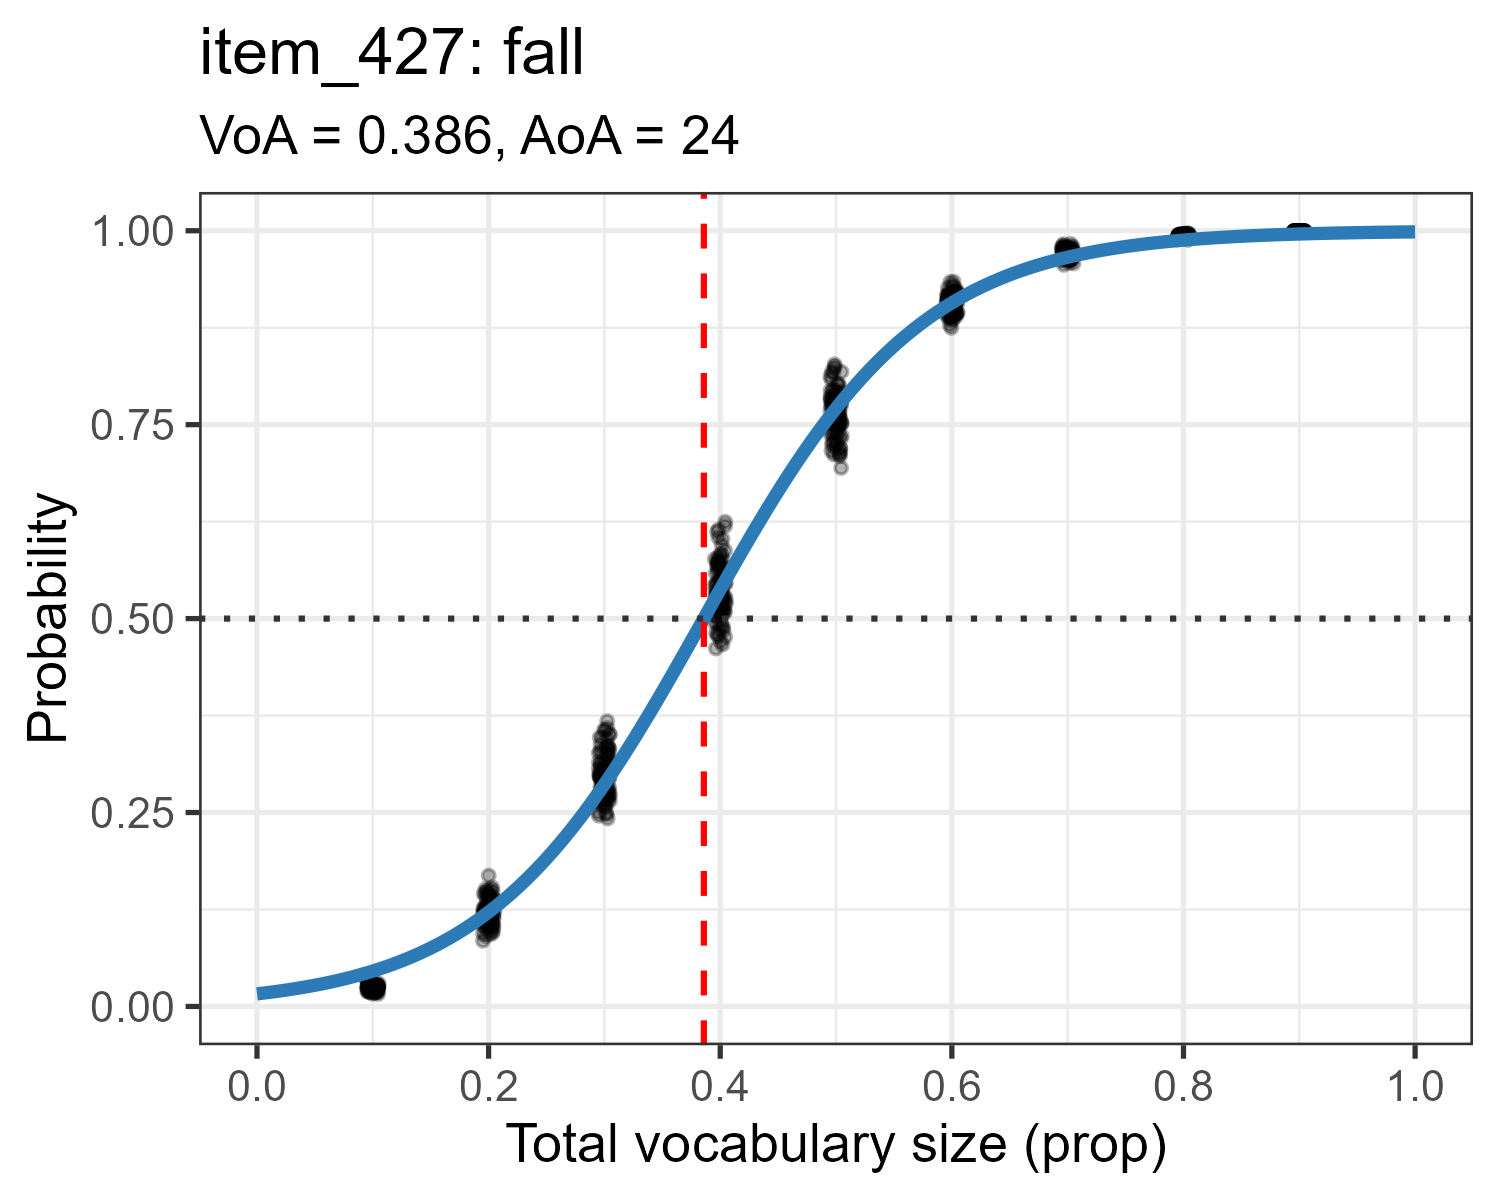 item_427: fall
VoA = 0.386, AoA = 24
1.00
0.75
0.50
0.25
0.00
Probability
0.0 0.2 0.4 0.6 0.8 1.0
Total vocabulary size (prop)